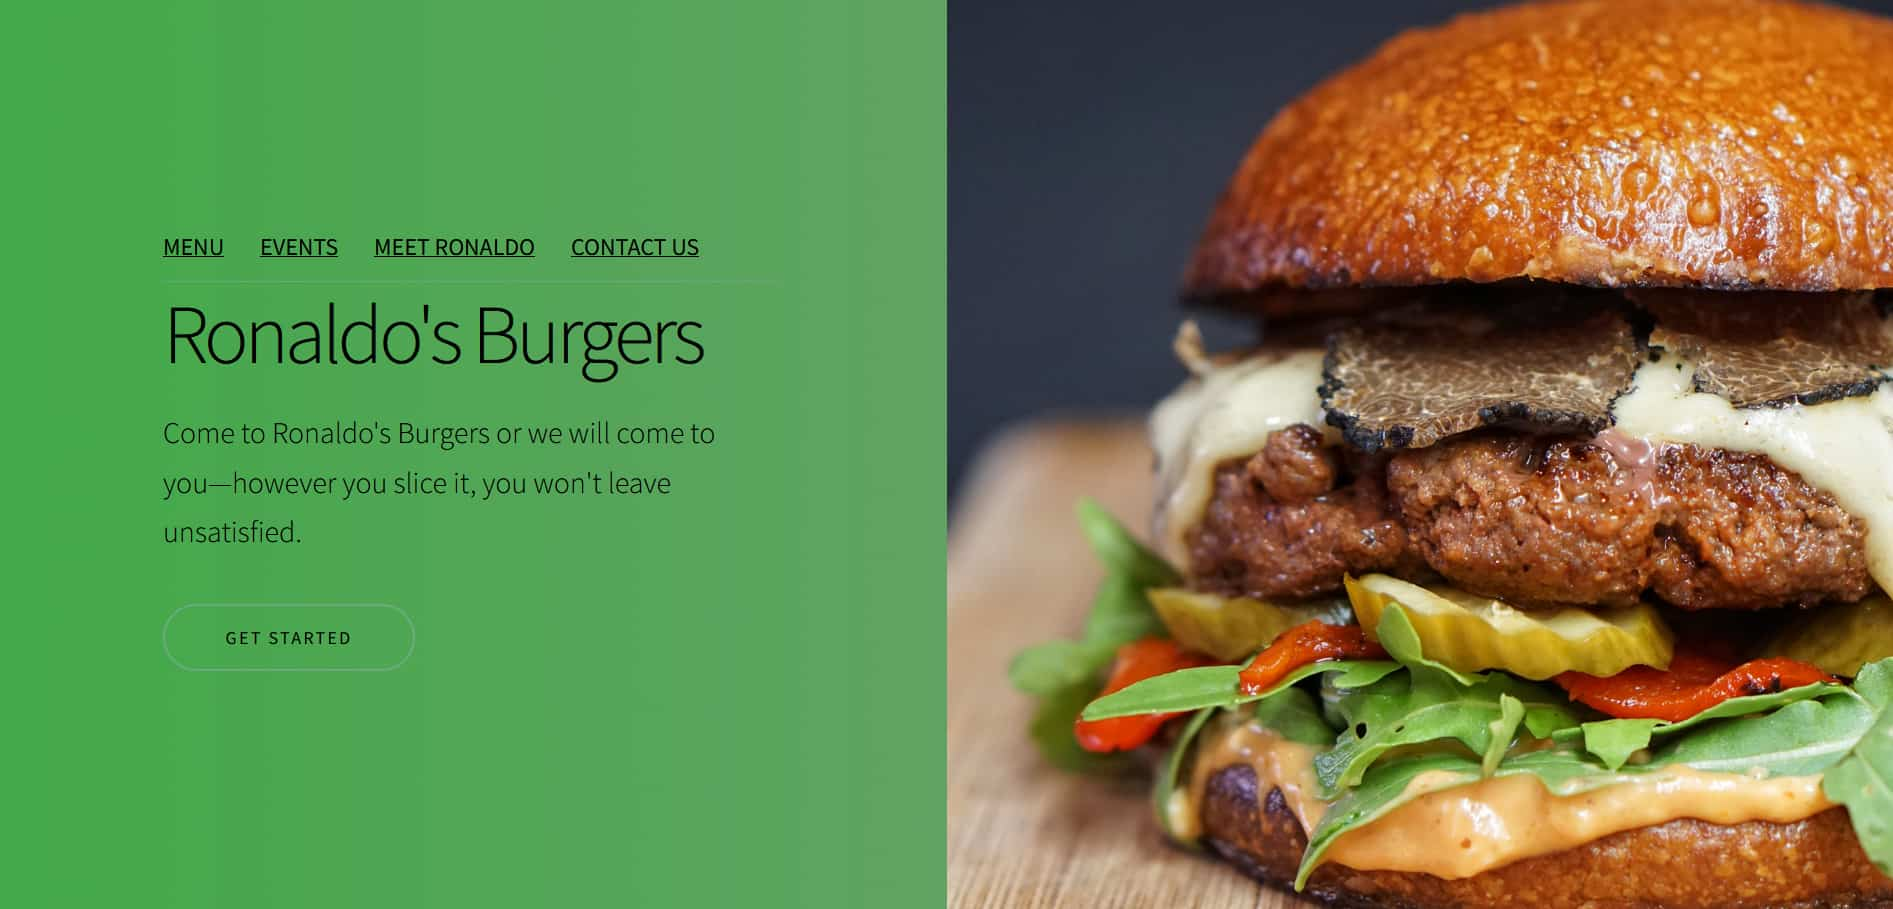 MENU EVENTS MEET RONALDO CONTACT US
Ronaldo's Burgers
Come to Ronaldo's Burgers or we will come to
you—however you slice it, you won't leave
unsatisfied.
GET STARTED